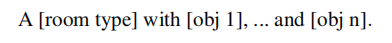 A [room type] with [obj 1], ... and [obj n].